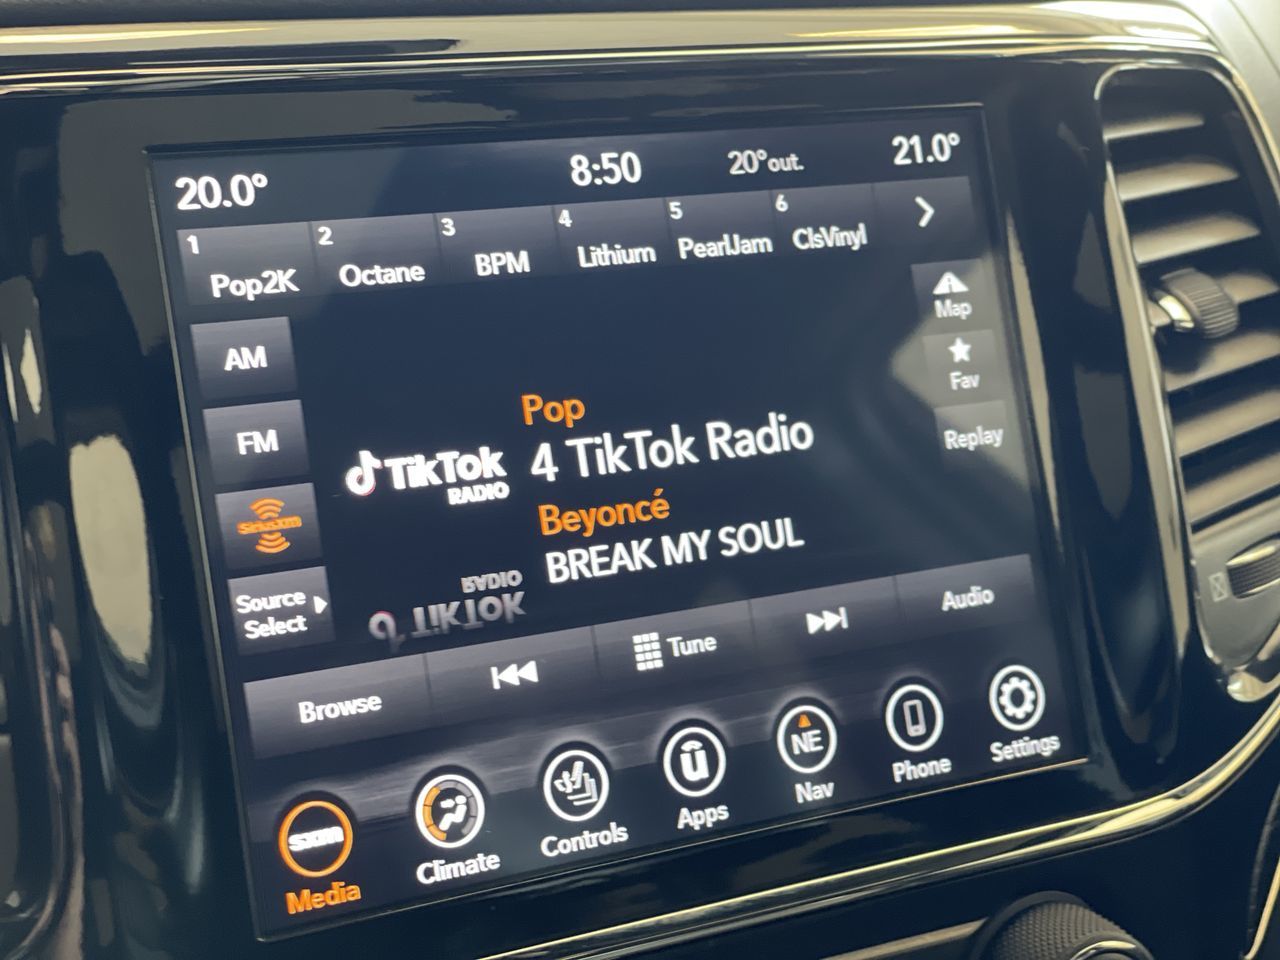 20.0° 8:50 20° out. 21.0°
1 Pop2K 2 Octane 3 BPM 4 Lithium 5 PearlJam 6 ClsVinyl
Map
AM
Fav
FM
Replay
Pop
TikTok RADIO
4 TikTok Radio
SiriusXM
Beyoncé
BREAK MY SOUL
Source
Select
TikTok RADIO
Browse Tune Audio
SXM NE
Media Climate Controls Apps Nav Phone Settings